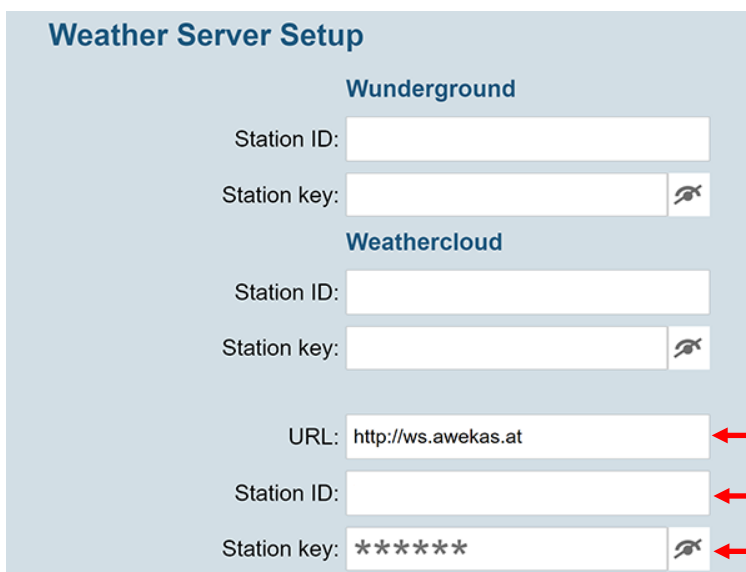 Weather Server Setup
Wunderground
Station ID:
Station key:
Weathercloud
Station ID:
Station key:
URL: http://ws.awekas.at
Station ID:
Station key: ******